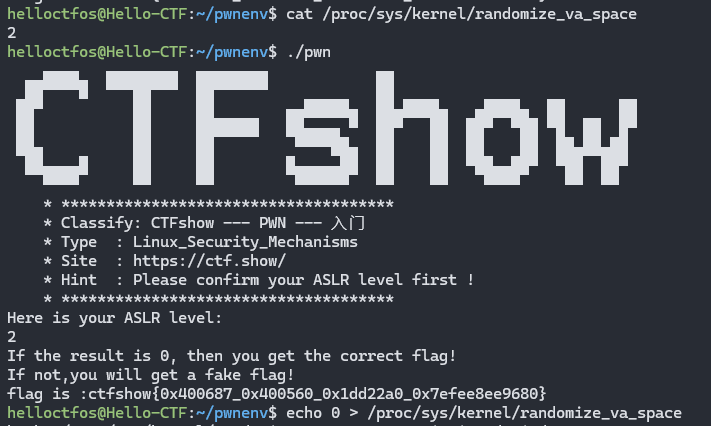 helloctfos@Hello-CTF:~/pwnenv$ cat /proc/sys/kernel/randomize_va_space
2
helloctfos@Hello-CTF:~/pwnenv$ ./pwn
CTFshow
* *************************************
* Classify: CTFshow --- PWN --- 入门
* Type  : Linux_Security_Mechanisms
* Site  : https://ctf.show/
* Hint  : Please confirm your ASLR level first !
* *************************************
Here is your ASLR level:
2
If the result is 0, then you get the correct flag!
If not,you will get a fake flag!
flag is :ctfshow{0x400687_0x400560_0x1dd22a0_0x7efee8ee9680}
helloctfos@Hello-CTF:~/pwnenv$ echo 0 > /proc/sys/kernel/randomize_va_space